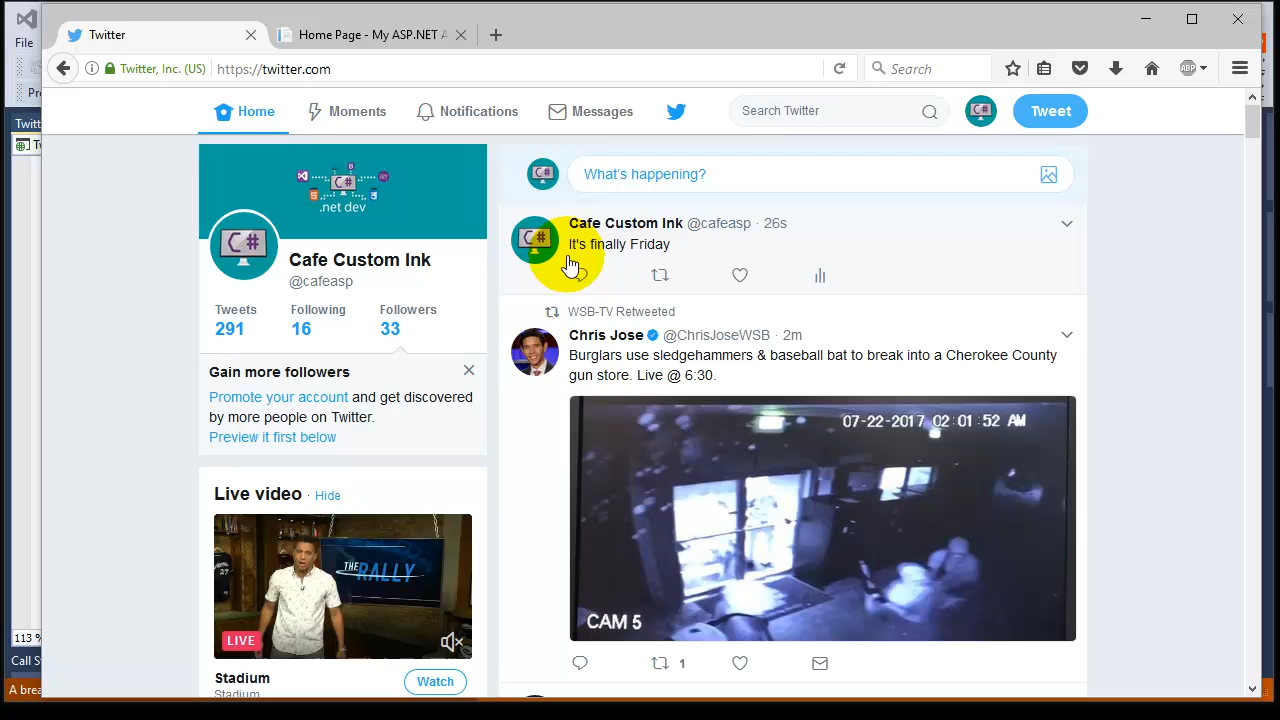 File
Twitter
Home Page - My ASP.NET A
Twitter, Inc. (US)
https://twitter.com
Search
ABP
Home
Moments
Notifications
Messages
Search Twitter
Tweet
C#
.net dev
C#
Cafe Custom Ink
@cafeasp
Tweets
Following
Followers
291
16
33
Gain more followers
Promote your account and get discovered
by more people on Twitter.
Preview it first below
Live video · Hide
THE
RALLY
27
LIVE
Stadium
Stadium
Watch
What's happening?
C#
Cafe Custom Ink @cafeasp · 26s
It's finally Friday
WSB-TV Retweeted
Chris Jose @ChrisJoseWSB · 2m
Burglars use sledgehammers & baseball bat to break into a Cherokee County
gun store. Live @ 6:30.
07-22-2017 02:01:52 AM
CAM 5
1
113 %